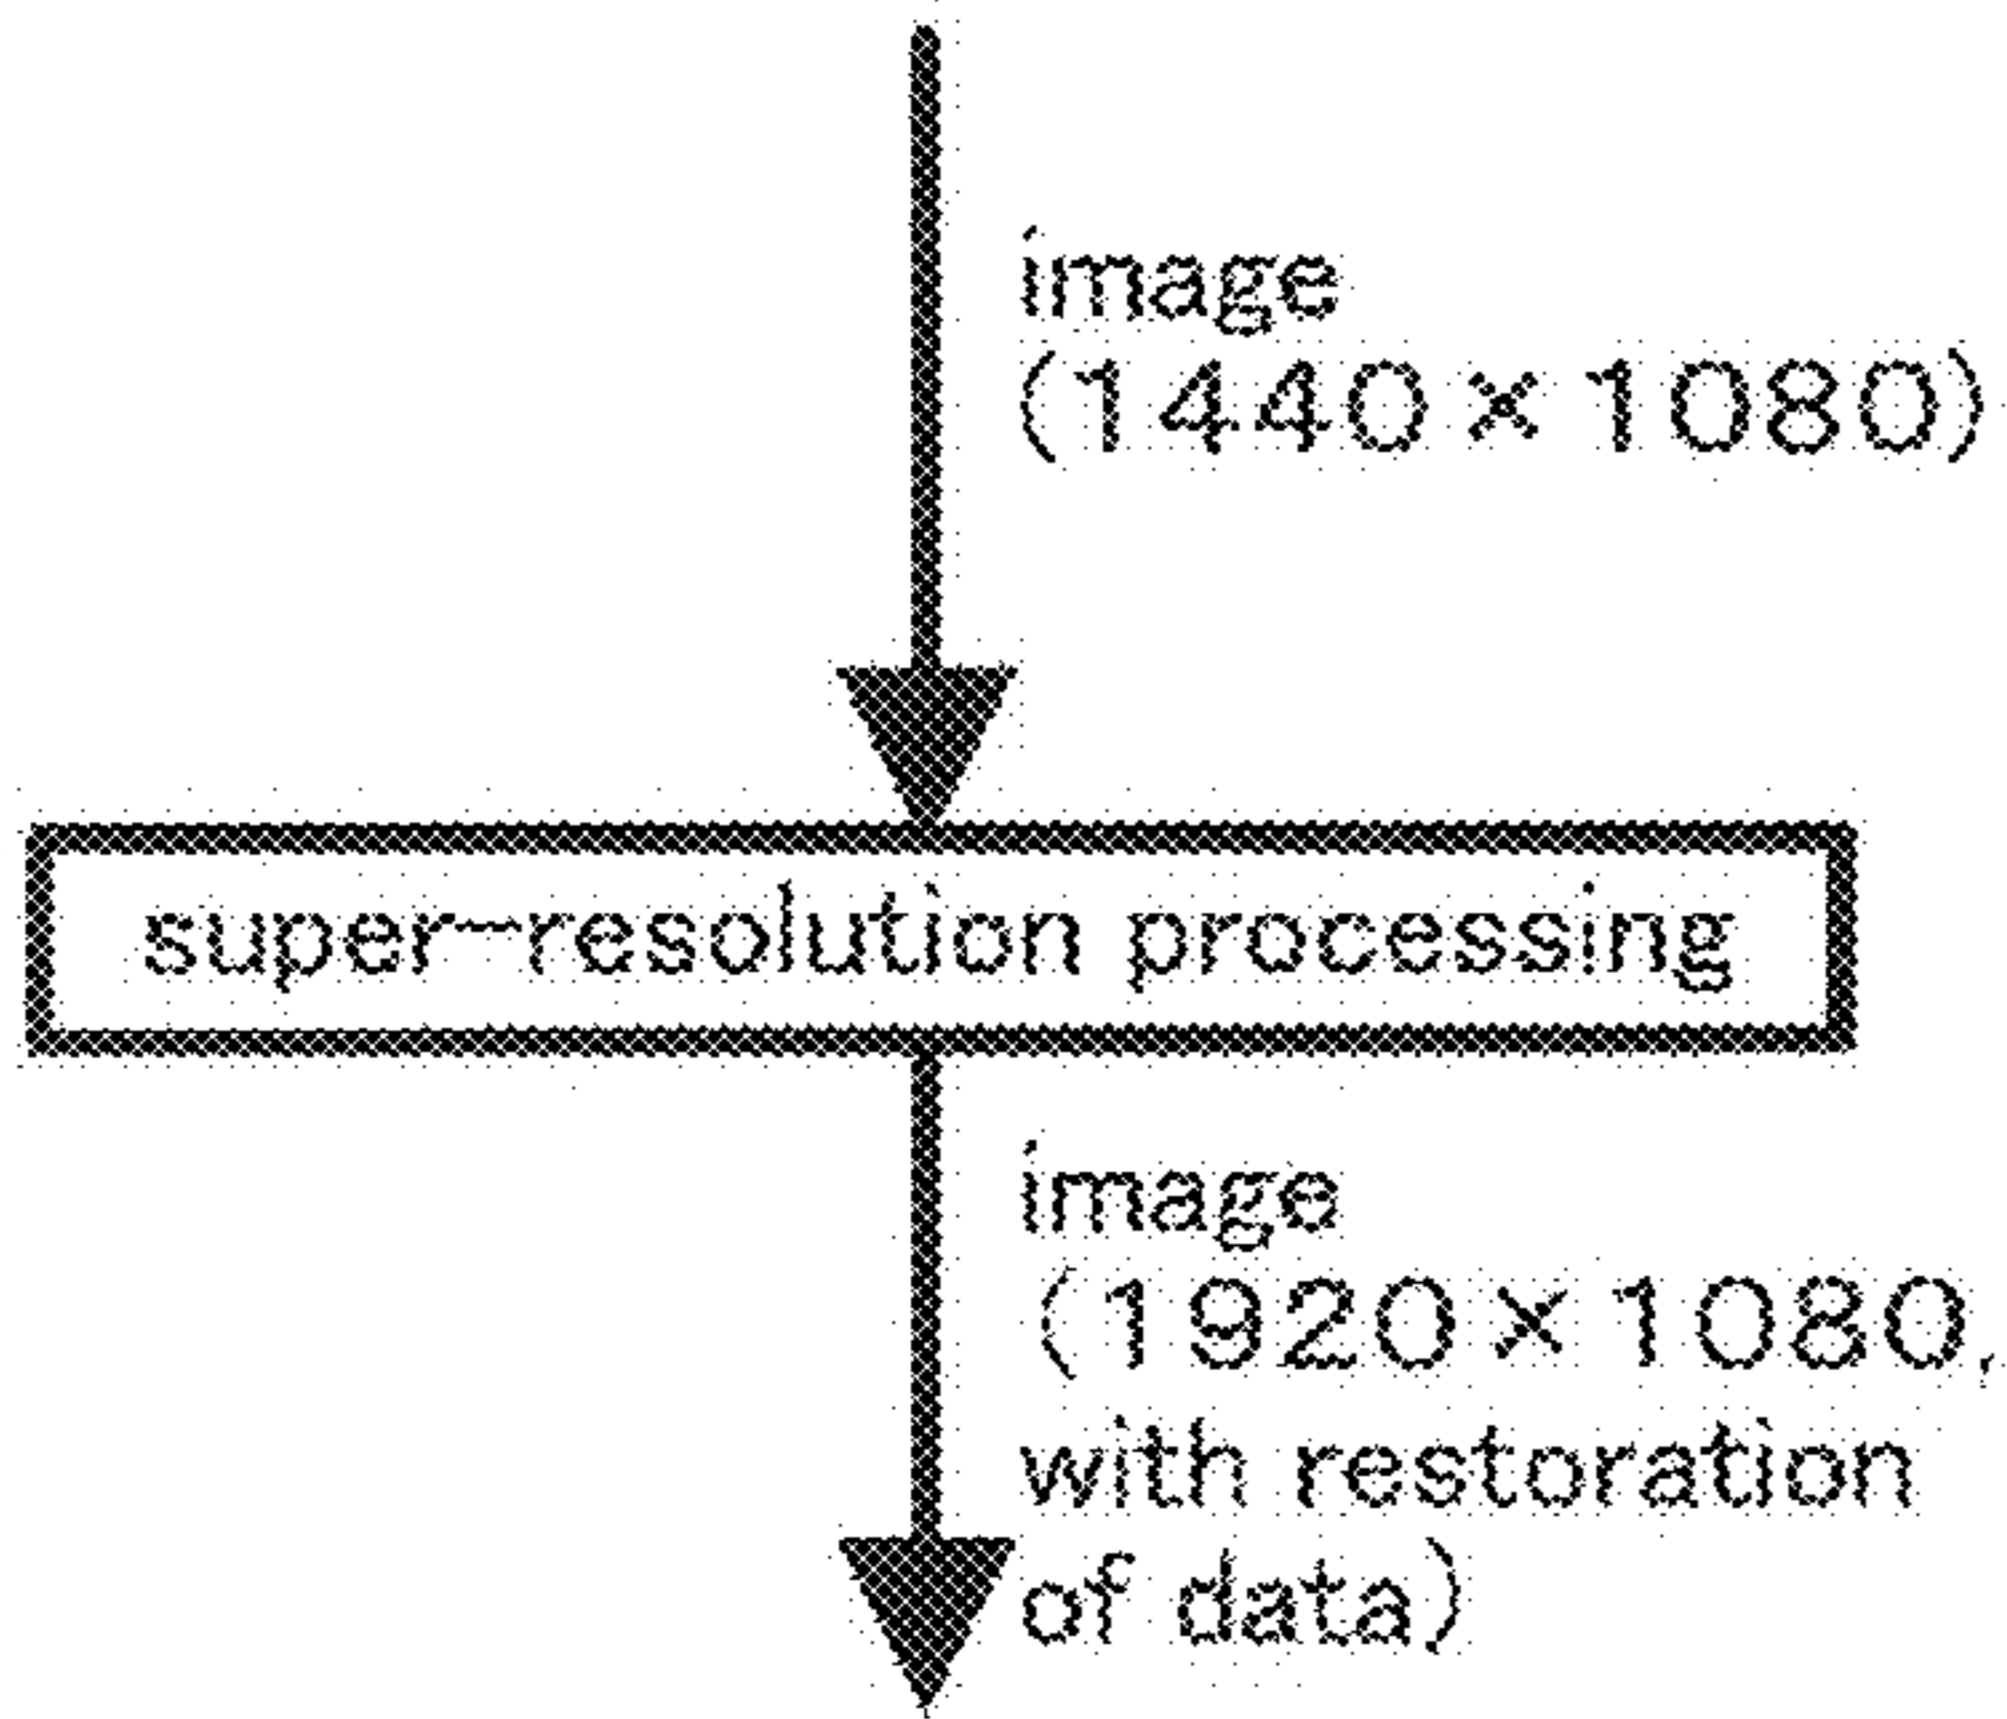 image
(1440×1080)
super-resolution processing
image
(1920×1080,
with restoration
of data)